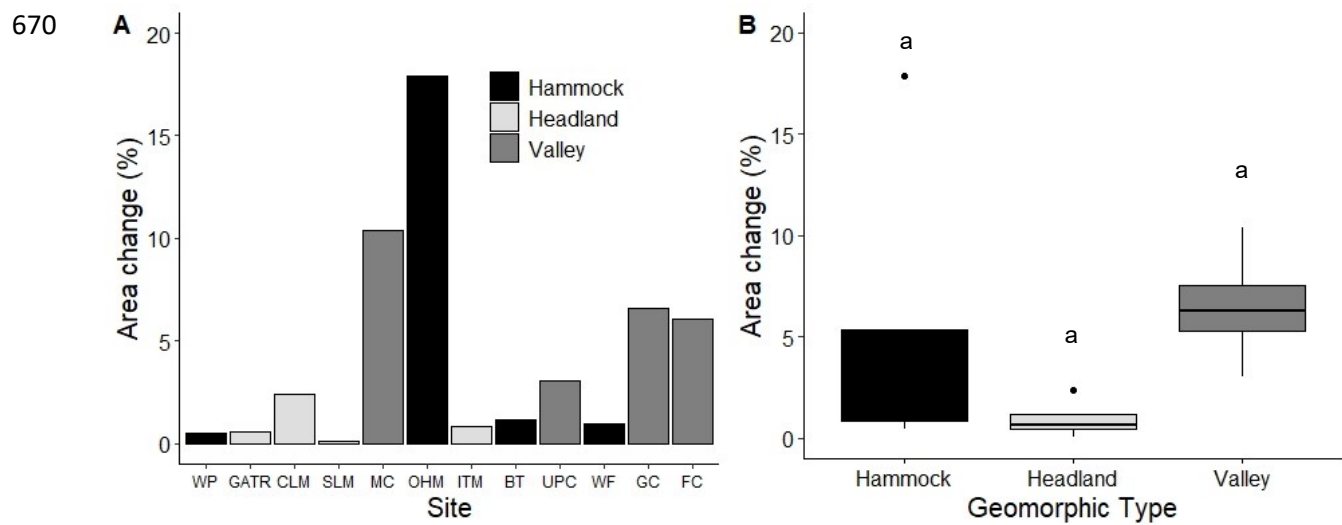 670
A
20
15
10
5
0
Area change (%)
Hammock
Headland
Valley
WP GATR CLM SLM MC OHM ITM BT UPC WF GC FC
Site
B
20
15
10
5
0
Area change (%)
a
a
a
Hammock Headland Valley
Geomorphic Type